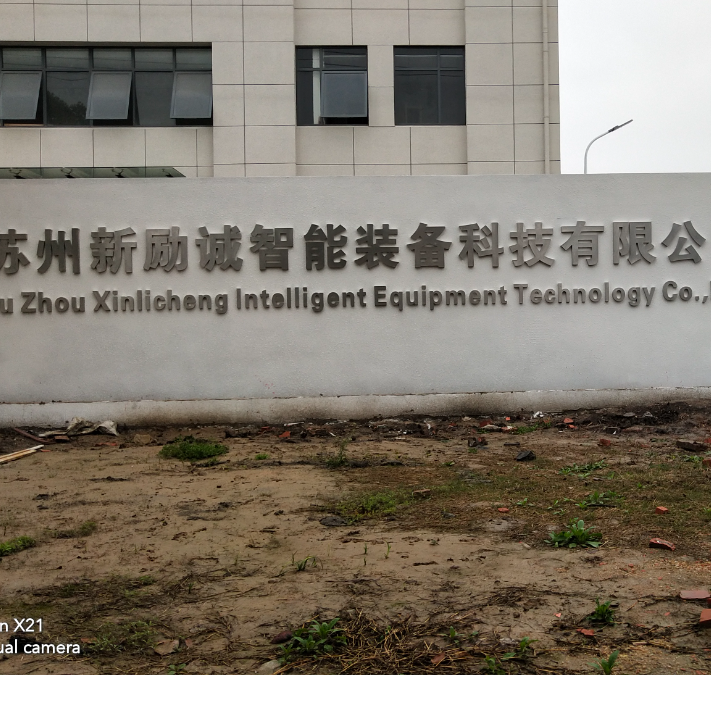 苏州新励诚智能装备科技有限公
u Zhou Xinlicheng Intelligent Equipment Technology Co.,
n X21
ual camera